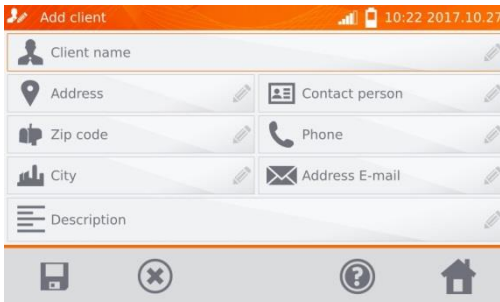 Add client 10:22 2017.10.27
Client name
Address Contact person
Zip code Phone
City Address E-mail
Description